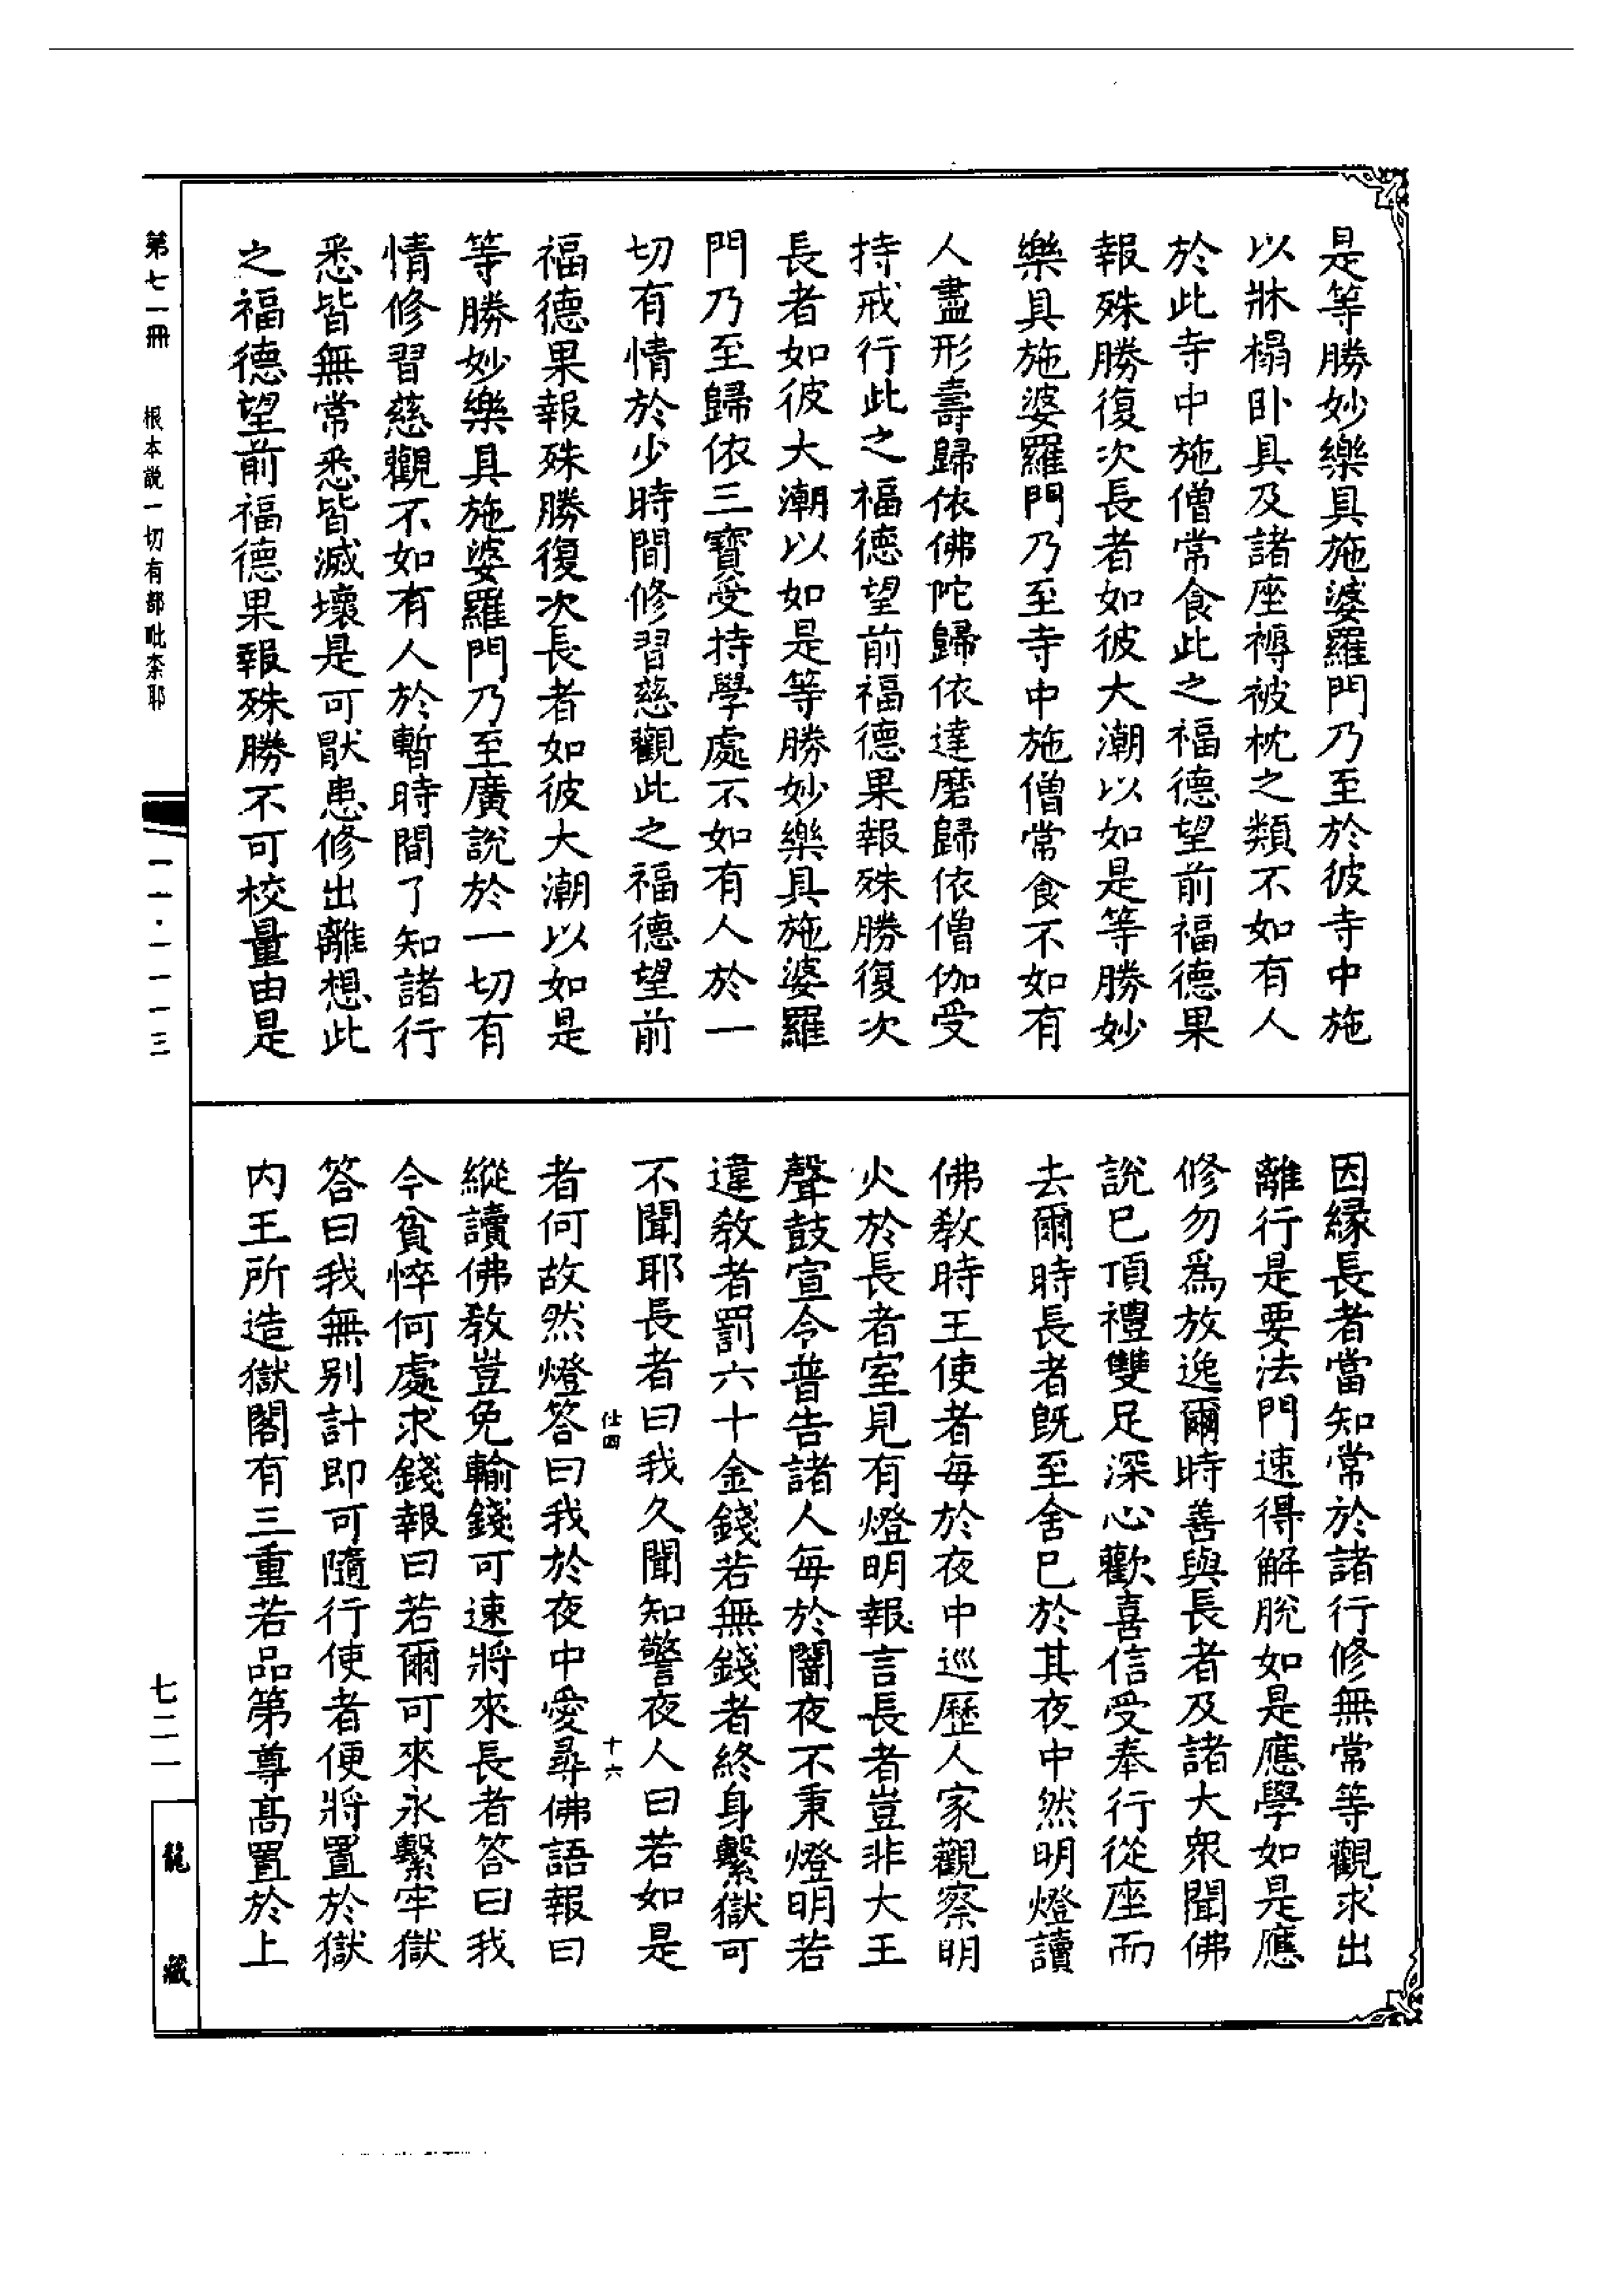 是等勝妙樂具施婆羅門乃至於彼寺中施
以牀榻卧具及諸座褥被枕之類不如有人
於此寺中施僧常食此之福德望前福德果
報殊勝復次長者如彼大潮以如是等勝妙
樂具施婆羅門乃至寺中施僧常食不如有
人盡形壽歸依佛陀歸依達磨歸依僧伽受
持戒行此之福德望前福德果報殊勝復次
長者如彼大潮以如是等勝妙樂具施婆羅
門乃至歸依三寶受持學處不如有人於一
切有情於少時間修習慈觀此之福德望前
福德果報殊勝復次長者如彼大潮以如是
等勝妙樂具施婆羅門乃至廣說於一切有
情修習慈觀不如有人於暫時間了知諸行
悉皆無常悉皆滅壞是可厭患修出離想此
之福德望前福德果報殊勝不可校量由是
因緣長者當知常於諸行修無常等觀求出
離行是要法門速得解脫如是應學如是應
修勿爲放逸爾時善與長者及諸大衆聞佛
說已頂禮雙足深心歡喜信受奉行從座而
去爾時長者旣至舍已於其夜中然明燈讀
佛敎時王使者每於夜中巡歷人家觀察明
火於長者室見有燈明報言長者豈非大王
聲鼓宣令普告諸人每於闇夜不秉燈明若
違敎者罰六十金錢若無錢者終身繫獄可
不聞耶長者曰我久聞知警夜人曰若如是
者何故然燈答曰我於夜中愛尋佛語報曰
縱讀佛敎豈免輸錢可速將來長者答曰我
今貧悴何處求錢報曰若爾可來永繫牢獄
答曰我無别計即可隨行使者便將置於獄
内王所造獄閣有三重若品第尊高置於上
仕四
十六
第七一冊
根本説一切有部毗柰耶
一一·一一一三
七二一
龍藏